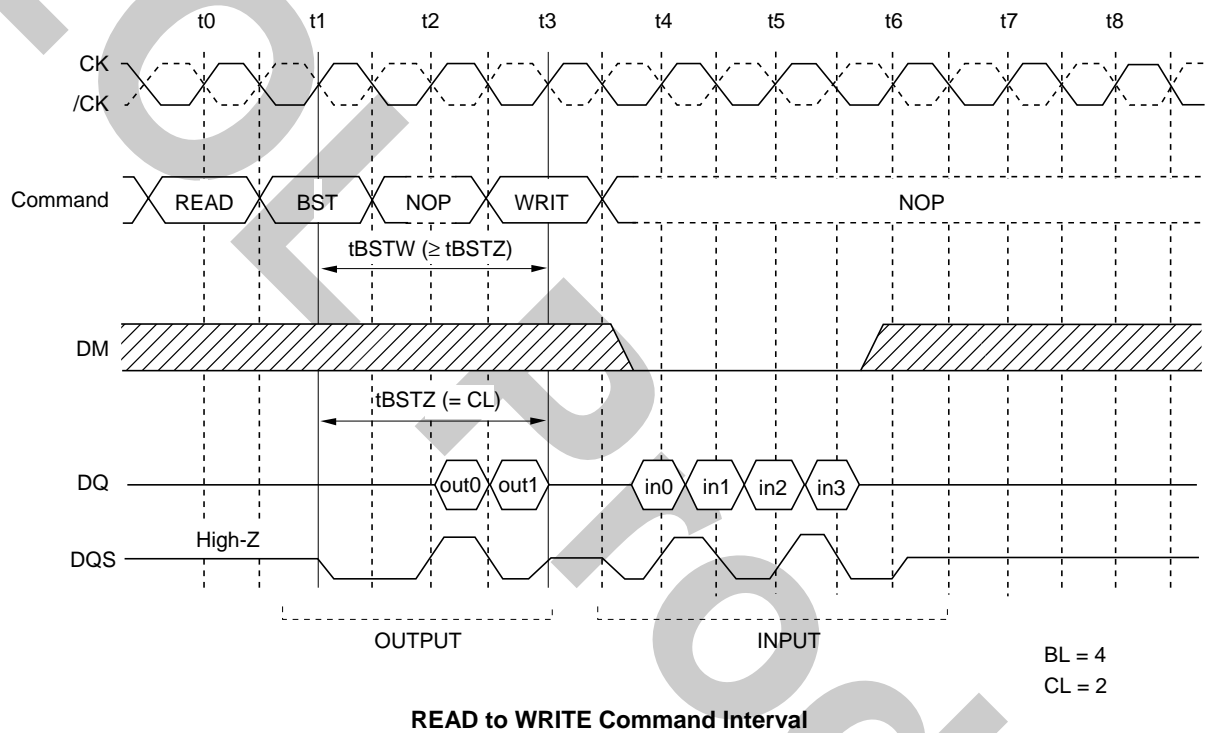 t0 t1 t2 t3 t4 t5 t6 t7 t8
CK
/CK
Command READ BST NOP WRIT NOP
tBSTW (≥ tBSTZ)
DM
tBSTZ (= CL)
DQ out0 out1 in0 in1 in2 in3
High-Z
DQS
OUTPUT INPUT
BL = 4
CL = 2
READ to WRITE Command Interval